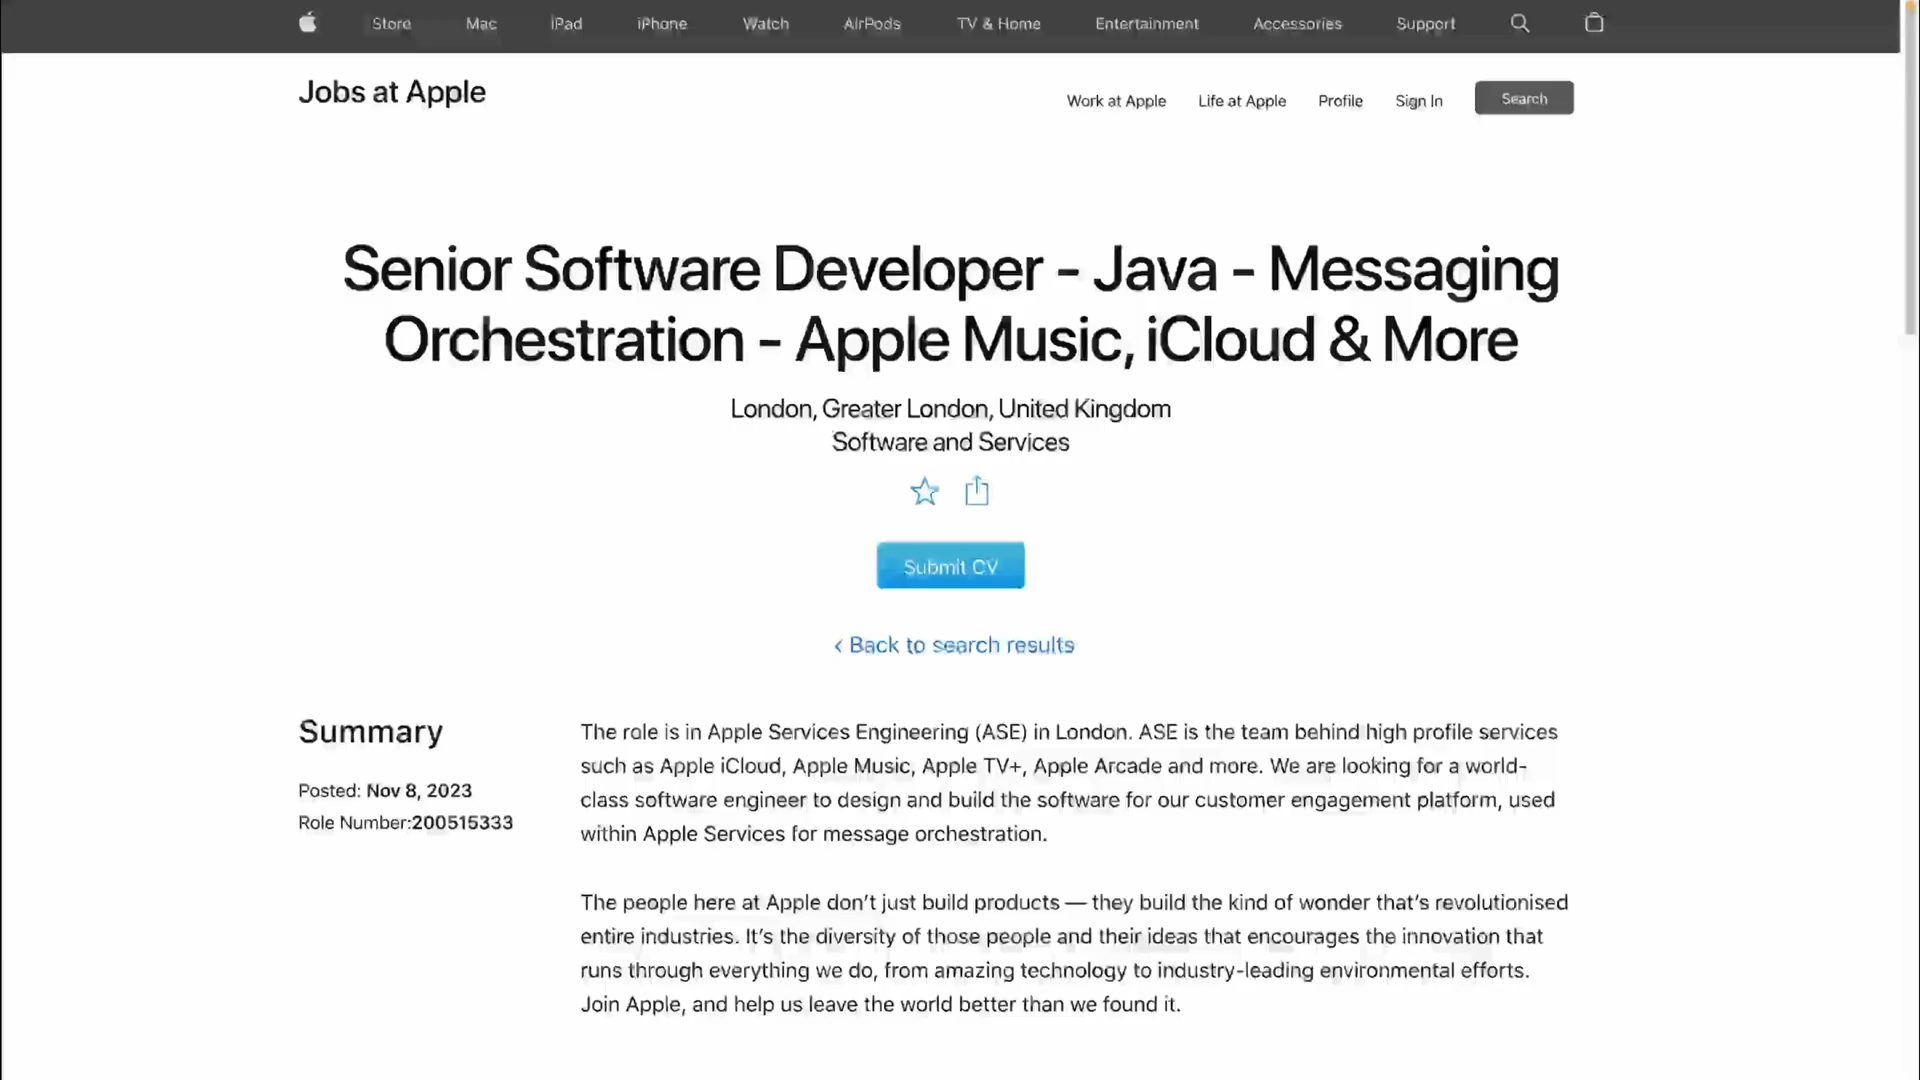 Store Mac iPad iPhone Watch AirPods TV & Home Entertainment Accessories Support
Jobs at Apple
Work at Apple Life at Apple Profile Sign In Search
Senior Software Developer - Java - Messaging
Orchestration - Apple Music, iCloud & More
London, Greater London, United Kingdom
Software and Services
Submit CV
‹ Back to search results
Summary
Posted: Nov 8, 2023
Role Number:200515333
The role is in Apple Services Engineering (ASE) in London. ASE is the team behind high profile services
such as Apple iCloud, Apple Music, Apple TV+, Apple Arcade and more. We are looking for a world-
class software engineer to design and build the software for our customer engagement platform, used
within Apple Services for message orchestration.
The people here at Apple don't just build products — they build the kind of wonder that's revolutionised
entire industries. It's the diversity of those people and their ideas that encourages the innovation that
runs through everything we do, from amazing technology to industry-leading environmental efforts.
Join Apple, and help us leave the world better than we found it.